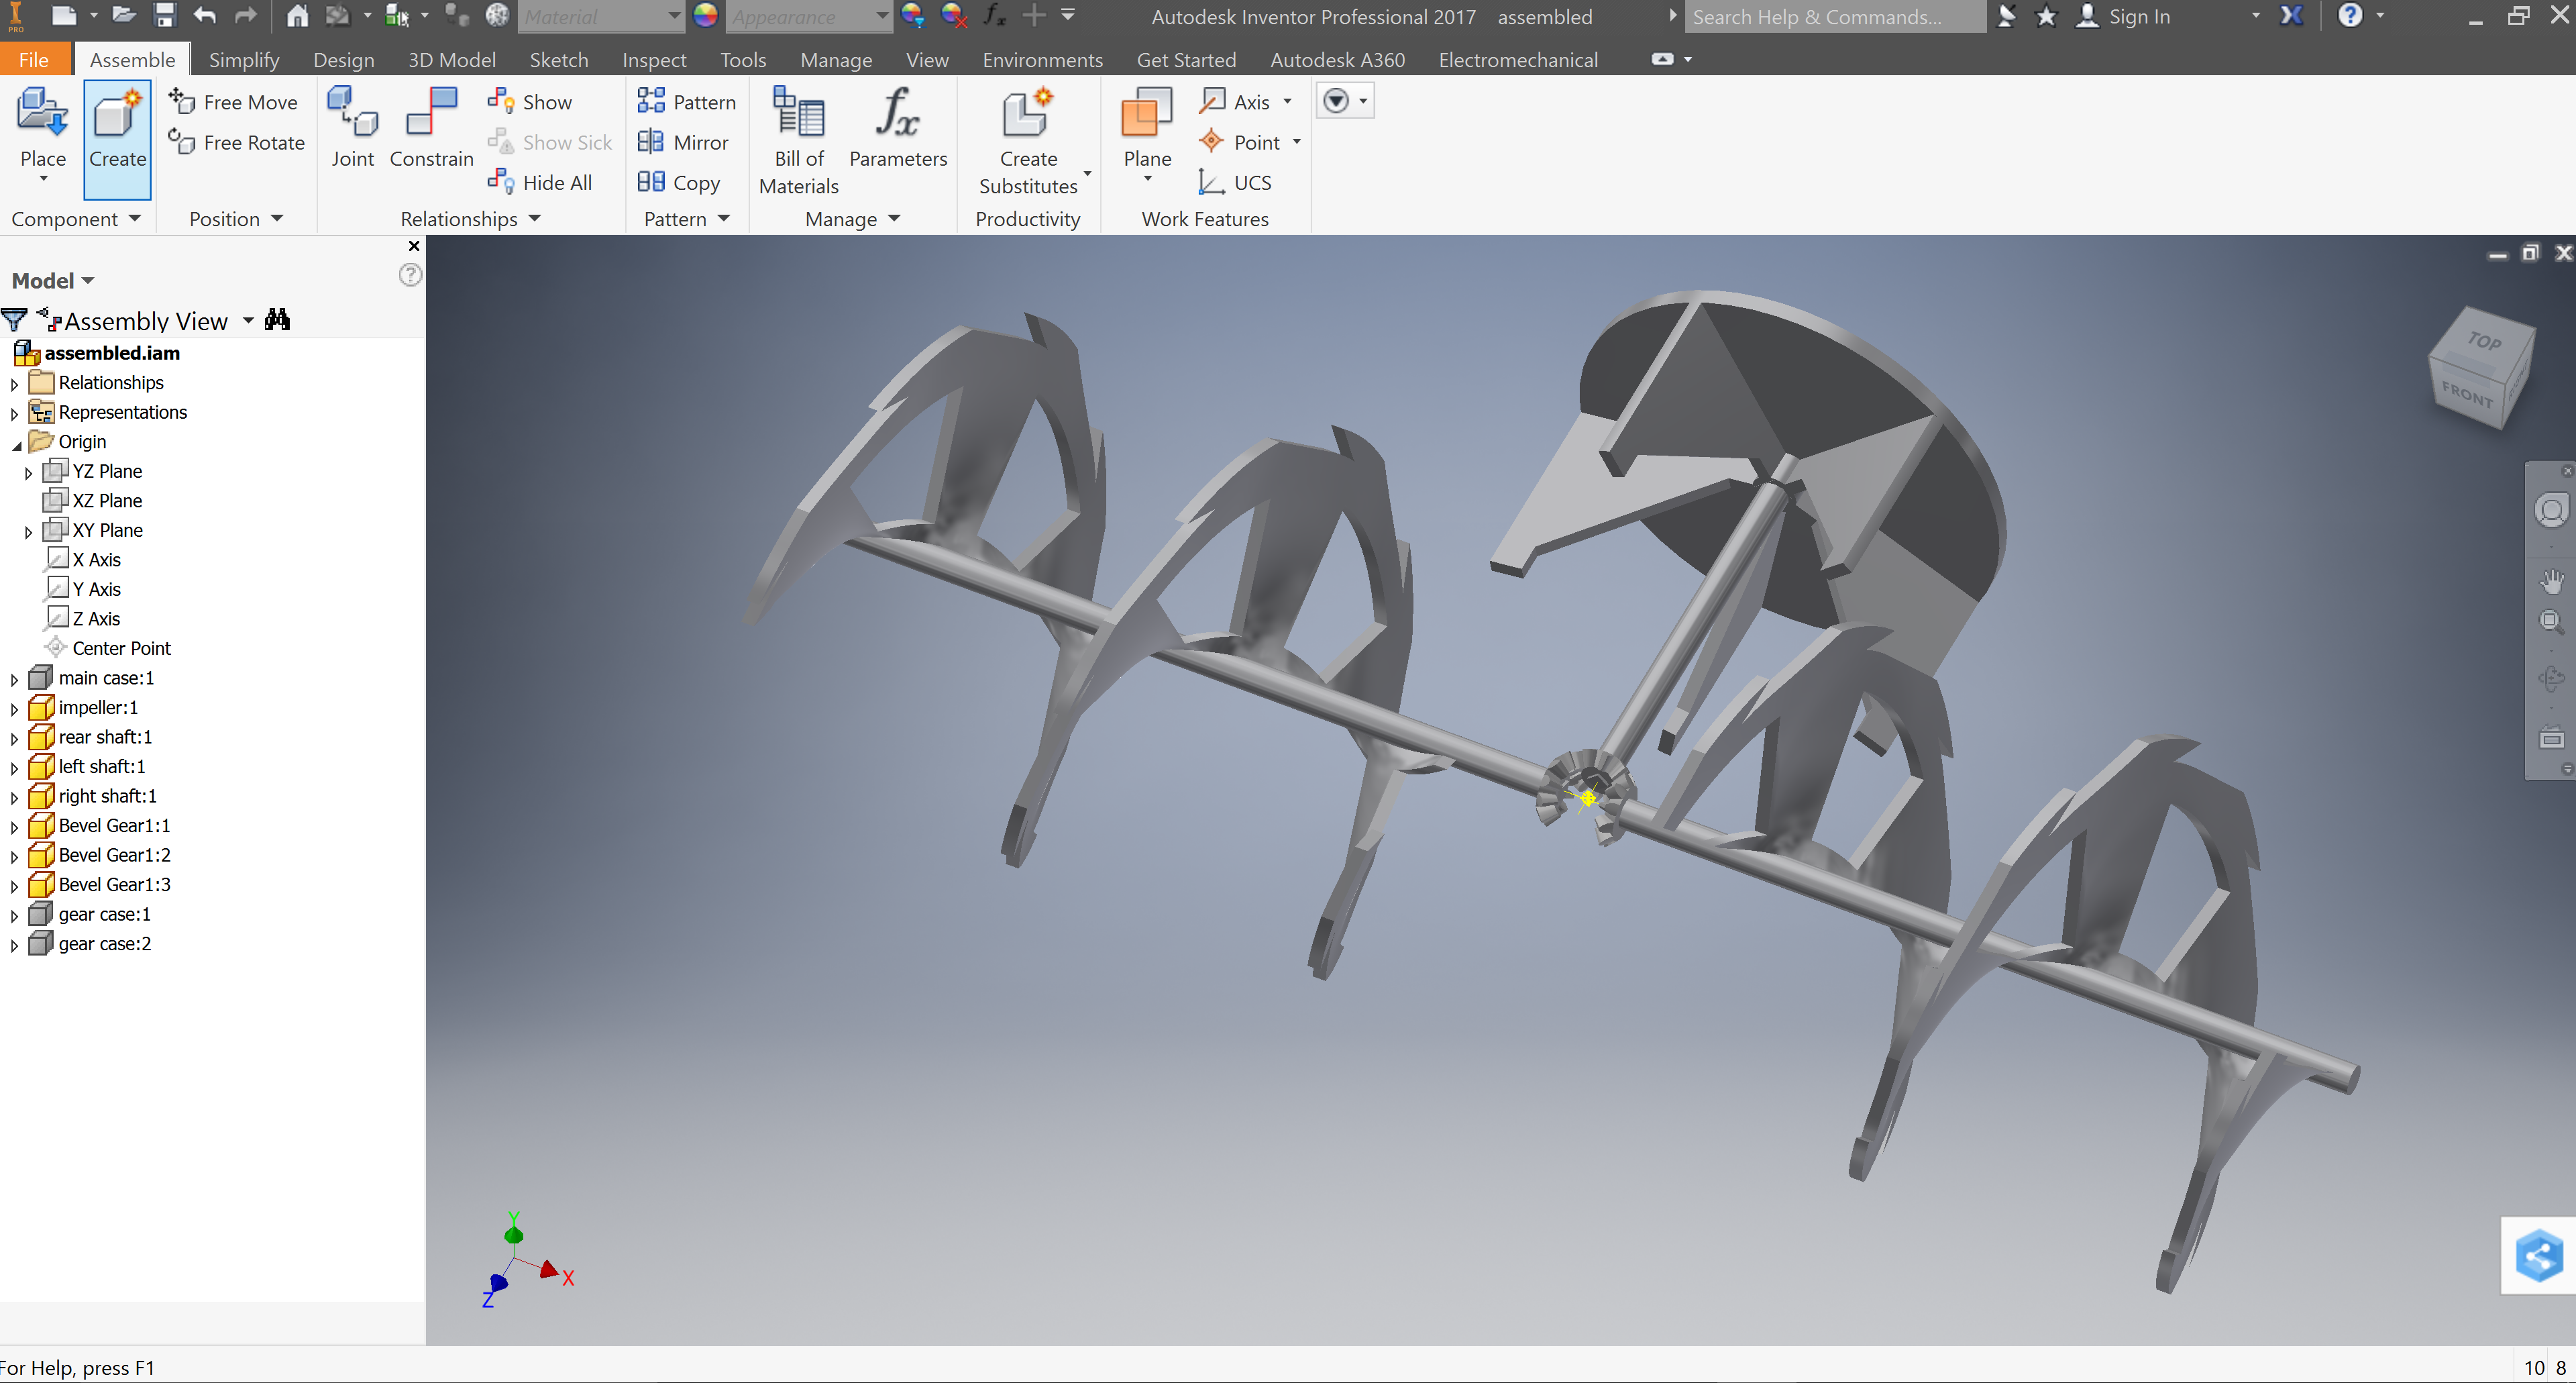 PRO
Material
Appearance
Autodesk Inventor Professional 2017 assembled
Search Help & Commands...
Sign In
File Assemble Simplify Design 3D Model Sketch Inspect Tools Manage View Environments Get Started Autodesk A360 Electromechanical
Place
Create
Free Move
Free Rotate
Joint
Constrain
Show
Show Sick
Hide All
Pattern
Mirror
Copy
Bill of
Materials
fx
Parameters
Create
Substitutes
Plane
Axis
Point
UCS
Component Position Relationships Pattern Manage Productivity Work Features
Model
Assembly View
assembled.iam
Relationships
Representations
Origin
YZ Plane
XZ Plane
XY Plane
X Axis
Y Axis
Z Axis
Center Point
main case:1
impeller:1
rear shaft:1
left shaft:1
right shaft:1
Bevel Gear1:1
Bevel Gear1:2
Bevel Gear1:3
gear case:1
gear case:2
TOP
FRONT
Y
X
Z
For Help, press F1
10 8